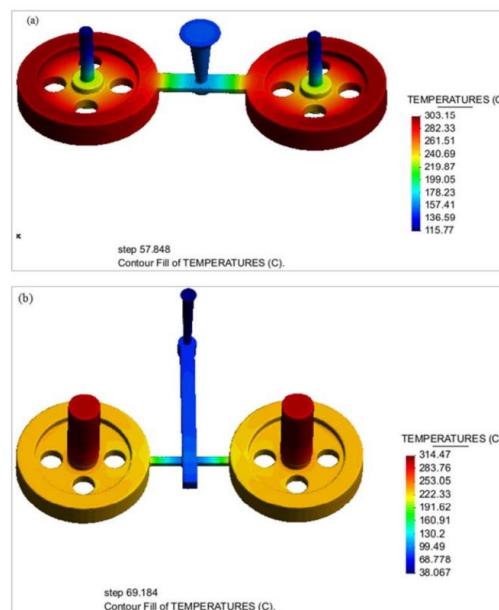 (a)
TEMPERATURES (C
303.15
282.33
261.51
240.69
219.87
199.05
178.23
157.41
136.59
115.77
K
step 57.848
Contour Fill of TEMPERATURES (C).
(b)
TEMPERATURES (C
314.47
283.76
253.05
222.33
191.62
160.91
130.2
99.49
68.778
38.067
step 69.184
Contour Fill of TEMPERATURES (C).